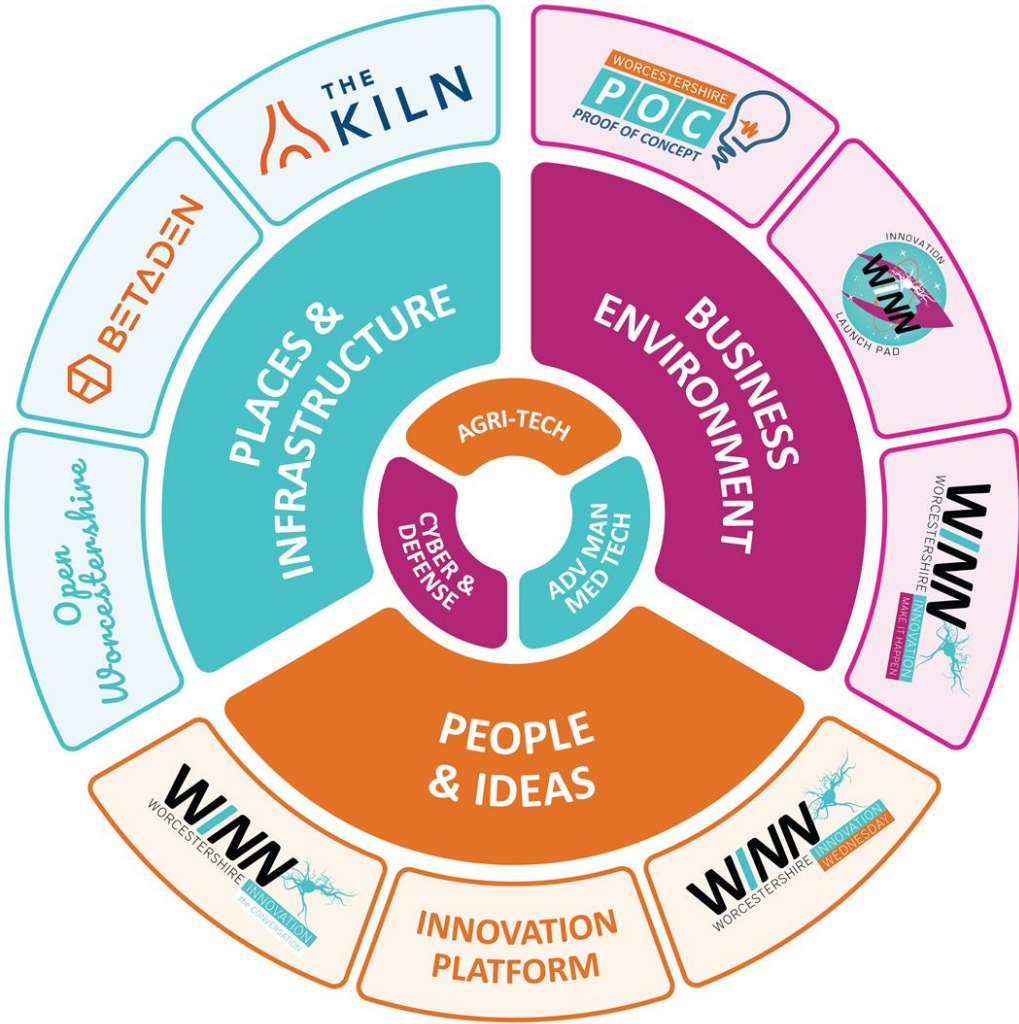 THE
KILN
BETADEN
Open
Worcestershire
PLACES &
INFRASTRUCTURE
WORCESTERSHIRE
POC
PROOF OF CONCEPT
INNOVATION
WINN
LAUNCH PAD
WINN
WORCESTERSHIRE INNOVATION
MAKE IT HAPPEN
BUSINESS
ENVIRONMENT
AGRI-TECH
CYBER &
DEFENSE
ADV MAN
MED TECH
PEOPLE
& IDEAS
WINN
WORCESTERSHIRE INNOVATION
the CONVERSATION
INNOVATION
PLATFORM
WINN
WORCESTERSHIRE INNOVATION
WEDNESDAY